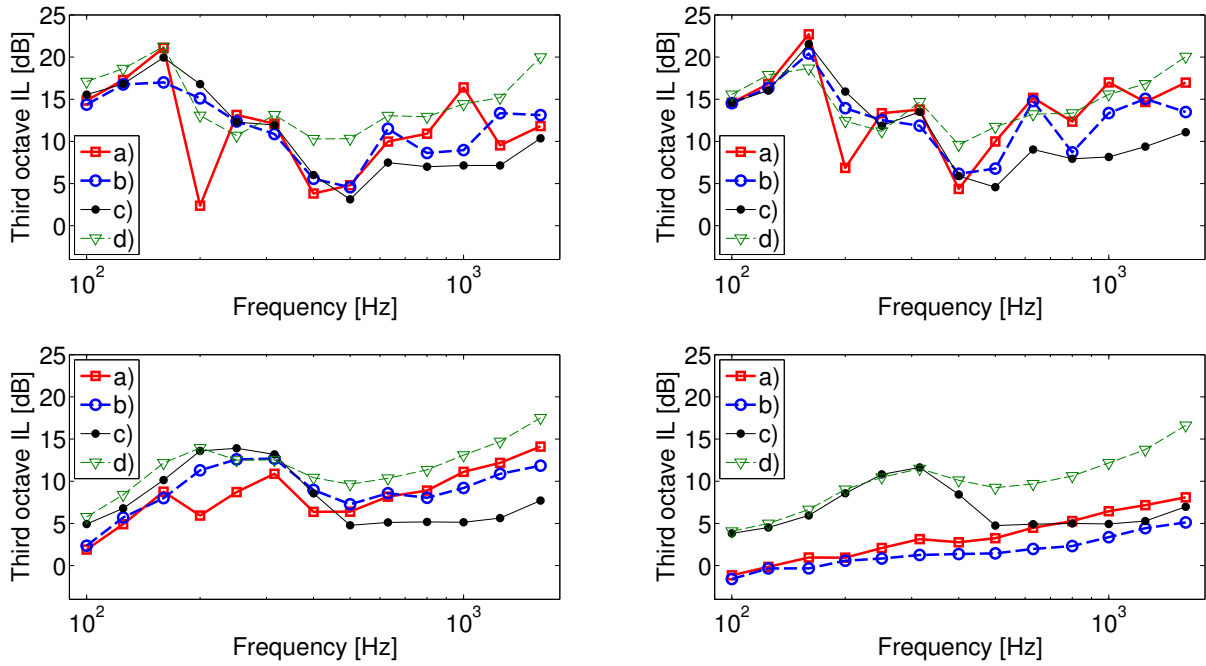 25
20
15
10
5
0
Third octave IL [dB]
a)
b)
c)
d)
10²
10³
Frequency [Hz]
25
20
15
10
5
0
Third octave IL [dB]
a)
b)
c)
d)
10²
10³
Frequency [Hz]
25
20
15
10
5
0
Third octave IL [dB]
a)
b)
c)
d)
10²
10³
Frequency [Hz]
25
20
15
10
5
0
Third octave IL [dB]
a)
b)
c)
d)
10²
10³
Frequency [Hz]